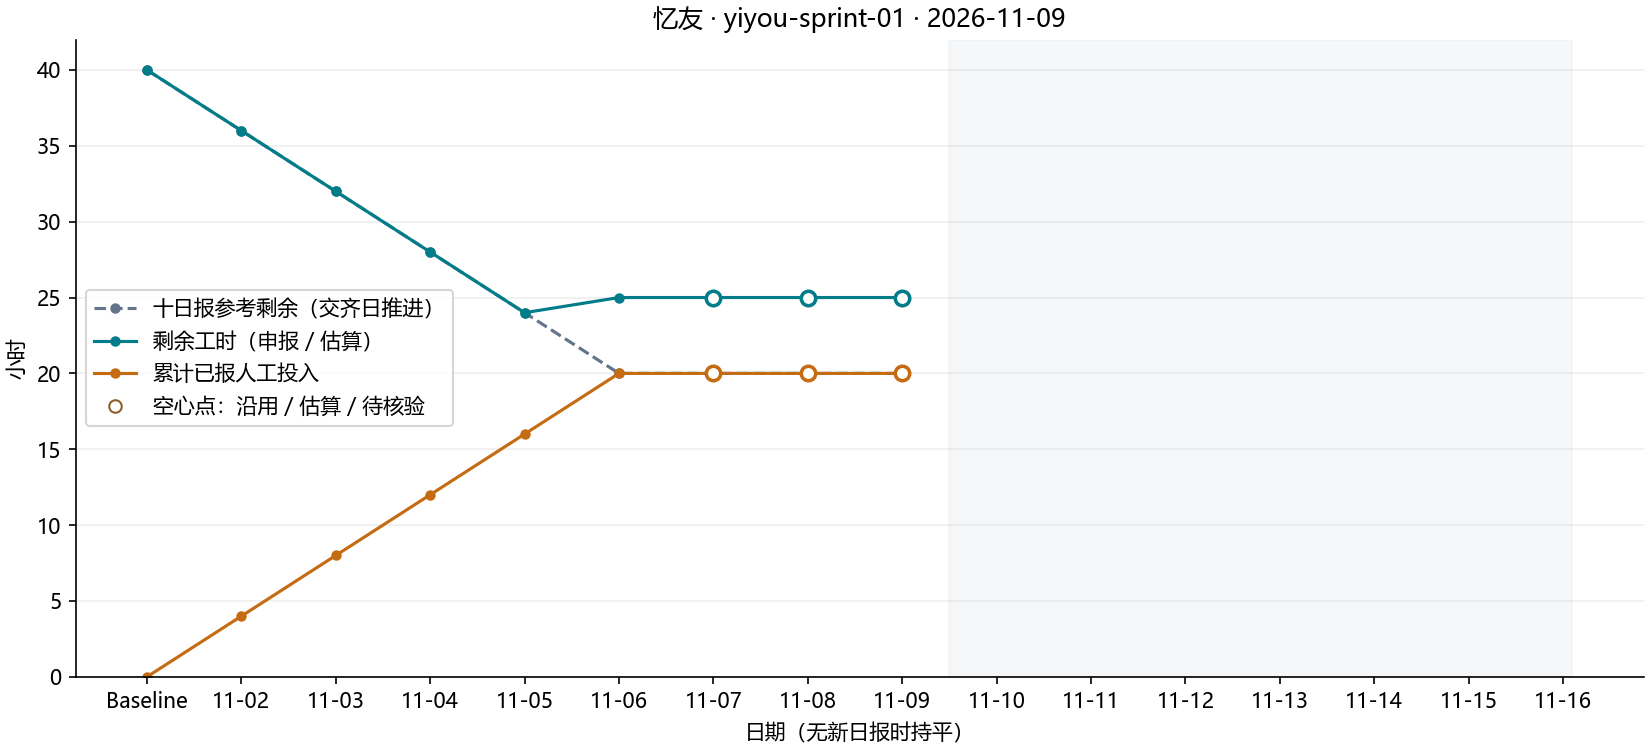 忆友 · yiyou-sprint-01 · 2026-11-09
小时
40
35
30
25
20
15
10
5
0
十日报参考剩余（交齐日推进）
剩余工时（申报 / 估算）
累计已报人工投入
空心点：沿用 / 估算 / 待核验
Baseline 11-02 11-03 11-04 11-05 11-06 11-07 11-08 11-09 11-10 11-11 11-12 11-13 11-14 11-15 11-16
日期（无新日报时持平）